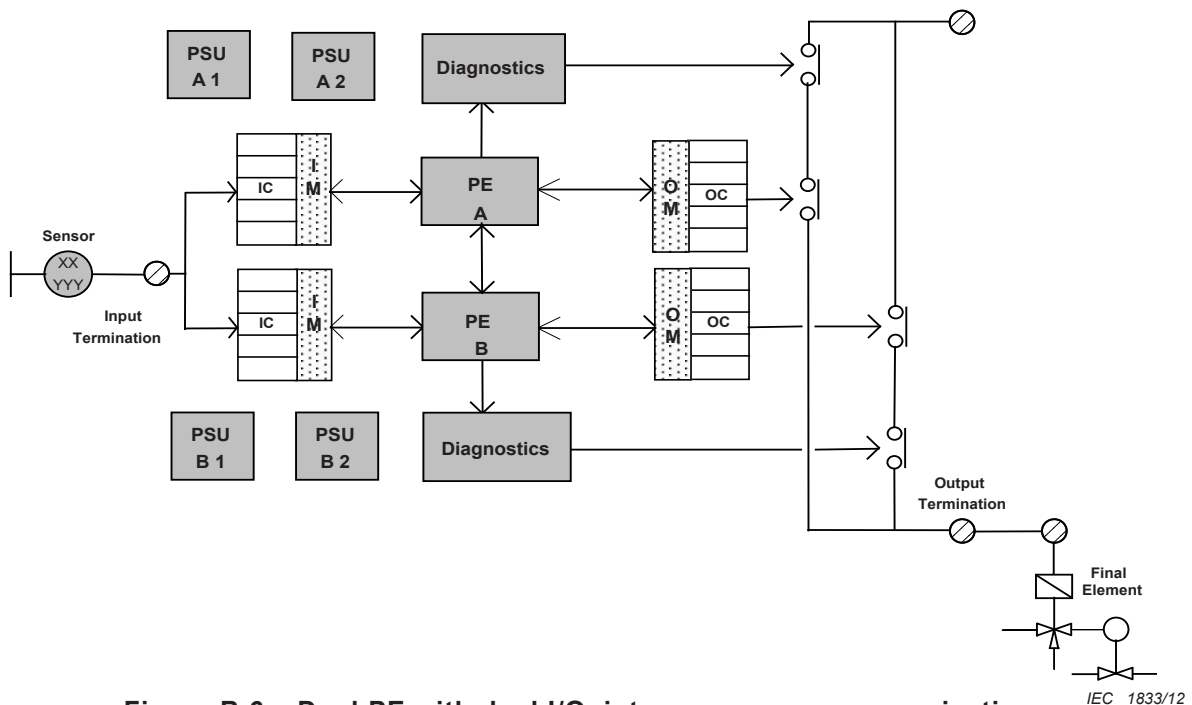 PSU
A 1
PSU
A 2
Diagnostics
I
M
IC
PE
A
O
M
OC
Sensor
XX
YYY
Input
Termination
I
M
IC
PE
B
O
M
OC
PSU
B 1
PSU
B 2
Diagnostics
Output
Termination
Final
Element
IEC 1833/12